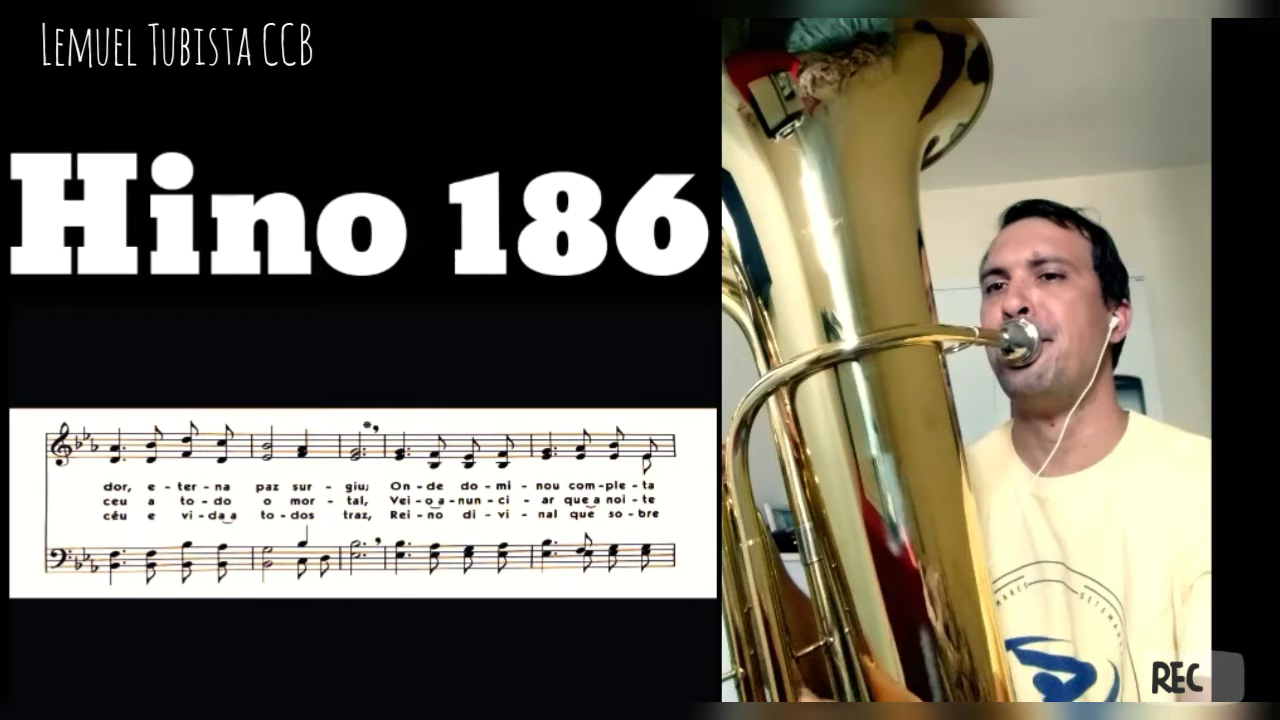 LEMUEL TUBISTA CCB
Hino 186
dor, e - ter - na paz sur - giu; On - de do - mi - nou com - ple - ta
ceu a to - do o mor - tal, Vei - o a - nun - ci - ar que a noi - te
céu e vi - da a to - dos traz, Rei - no di - vi - nal que so - bre
MARES SETEMARES
REC